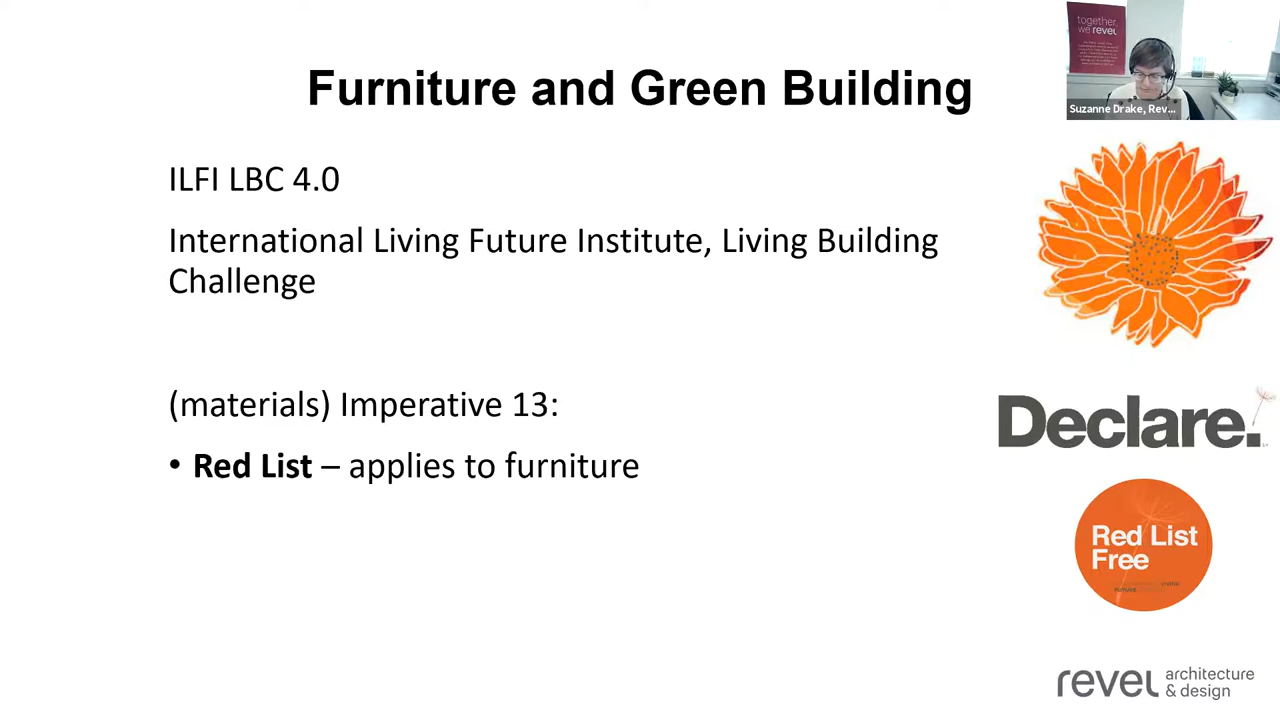 together,
we revel
Suzanne Drake, Rev...
Furniture and Green Building
ILFI LBC 4.0
International Living Future Institute, Living Building
Challenge
(materials) Imperative 13:
• Red List – applies to furniture
Declare.
Red List
Free
revel architecture
& design